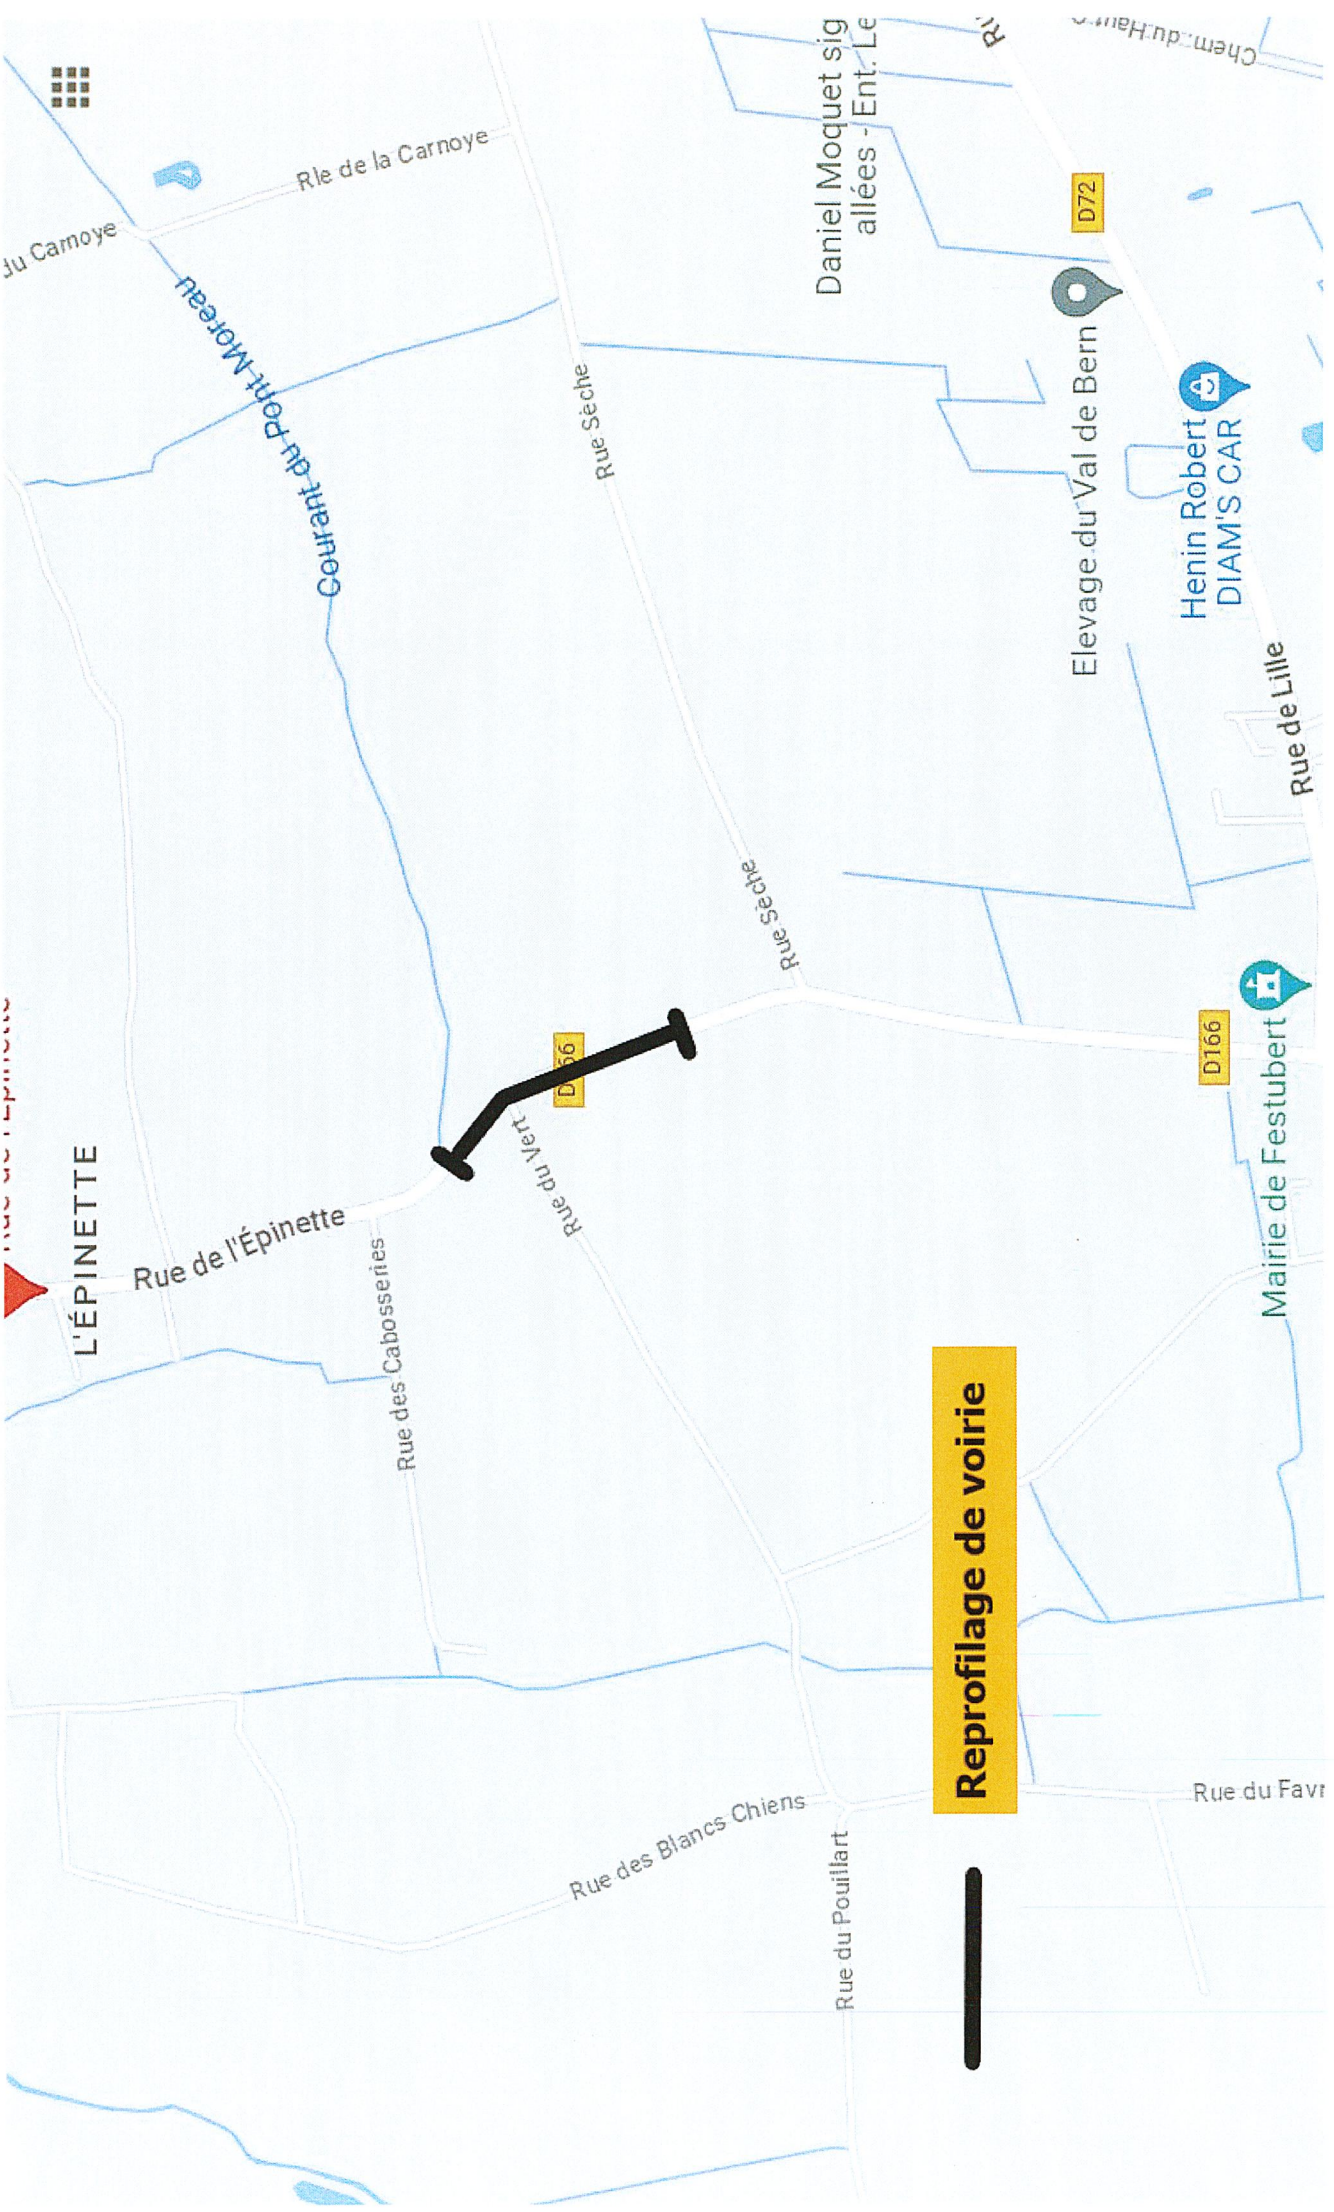 L'ÉPINETTE
Rue de l'Épinette
Rue des Cabosseries
Courant du Pont Moreau
du Carnoye
Rle de la Carnoye
Rue Sèche
Rue Sèche
Rue du Vert
Rue des Blancs Chiens
Rue du Pouillart
Reprofilage de voirie
Daniel Moquet sig
allées - Ent. Le
D72
Elevage du Val de Bern
Henin Robert
DIAM'S CAR
Rue de Lille
D166
Mairie de Festubert
Rue du Favr
Chem. du Haut